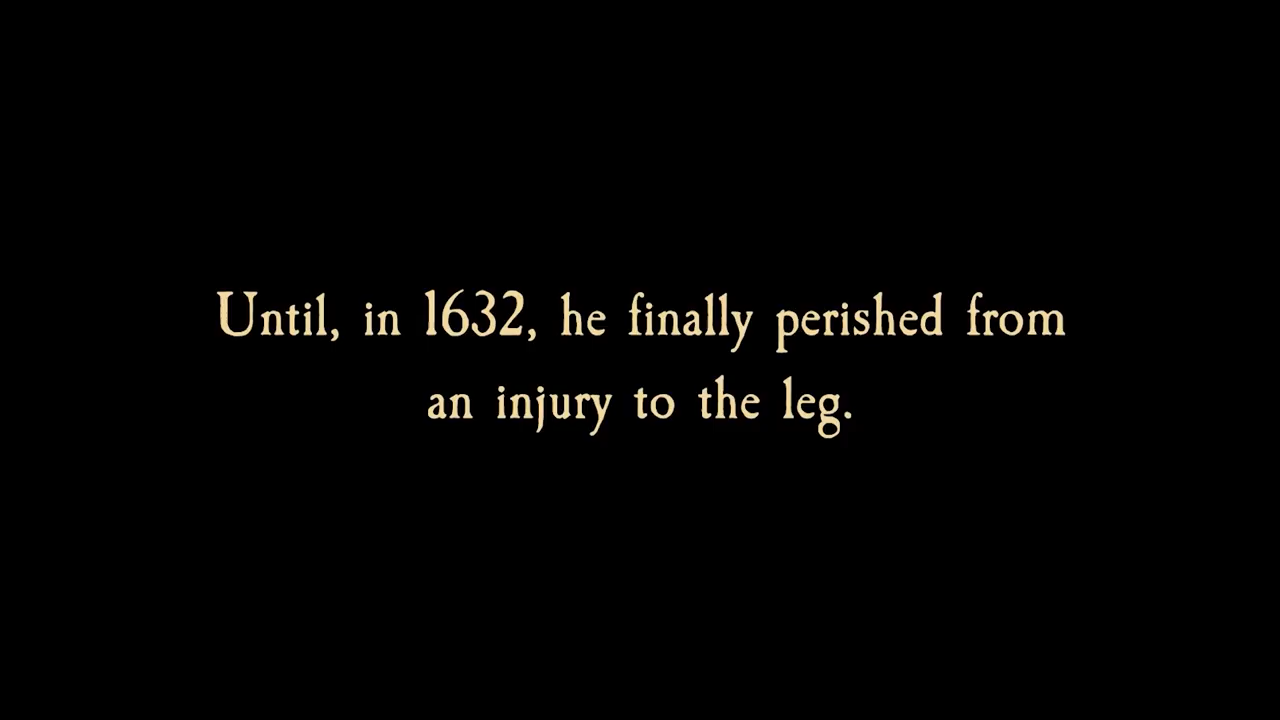 Until, in 1632, he finally perished from
an injury to the leg.